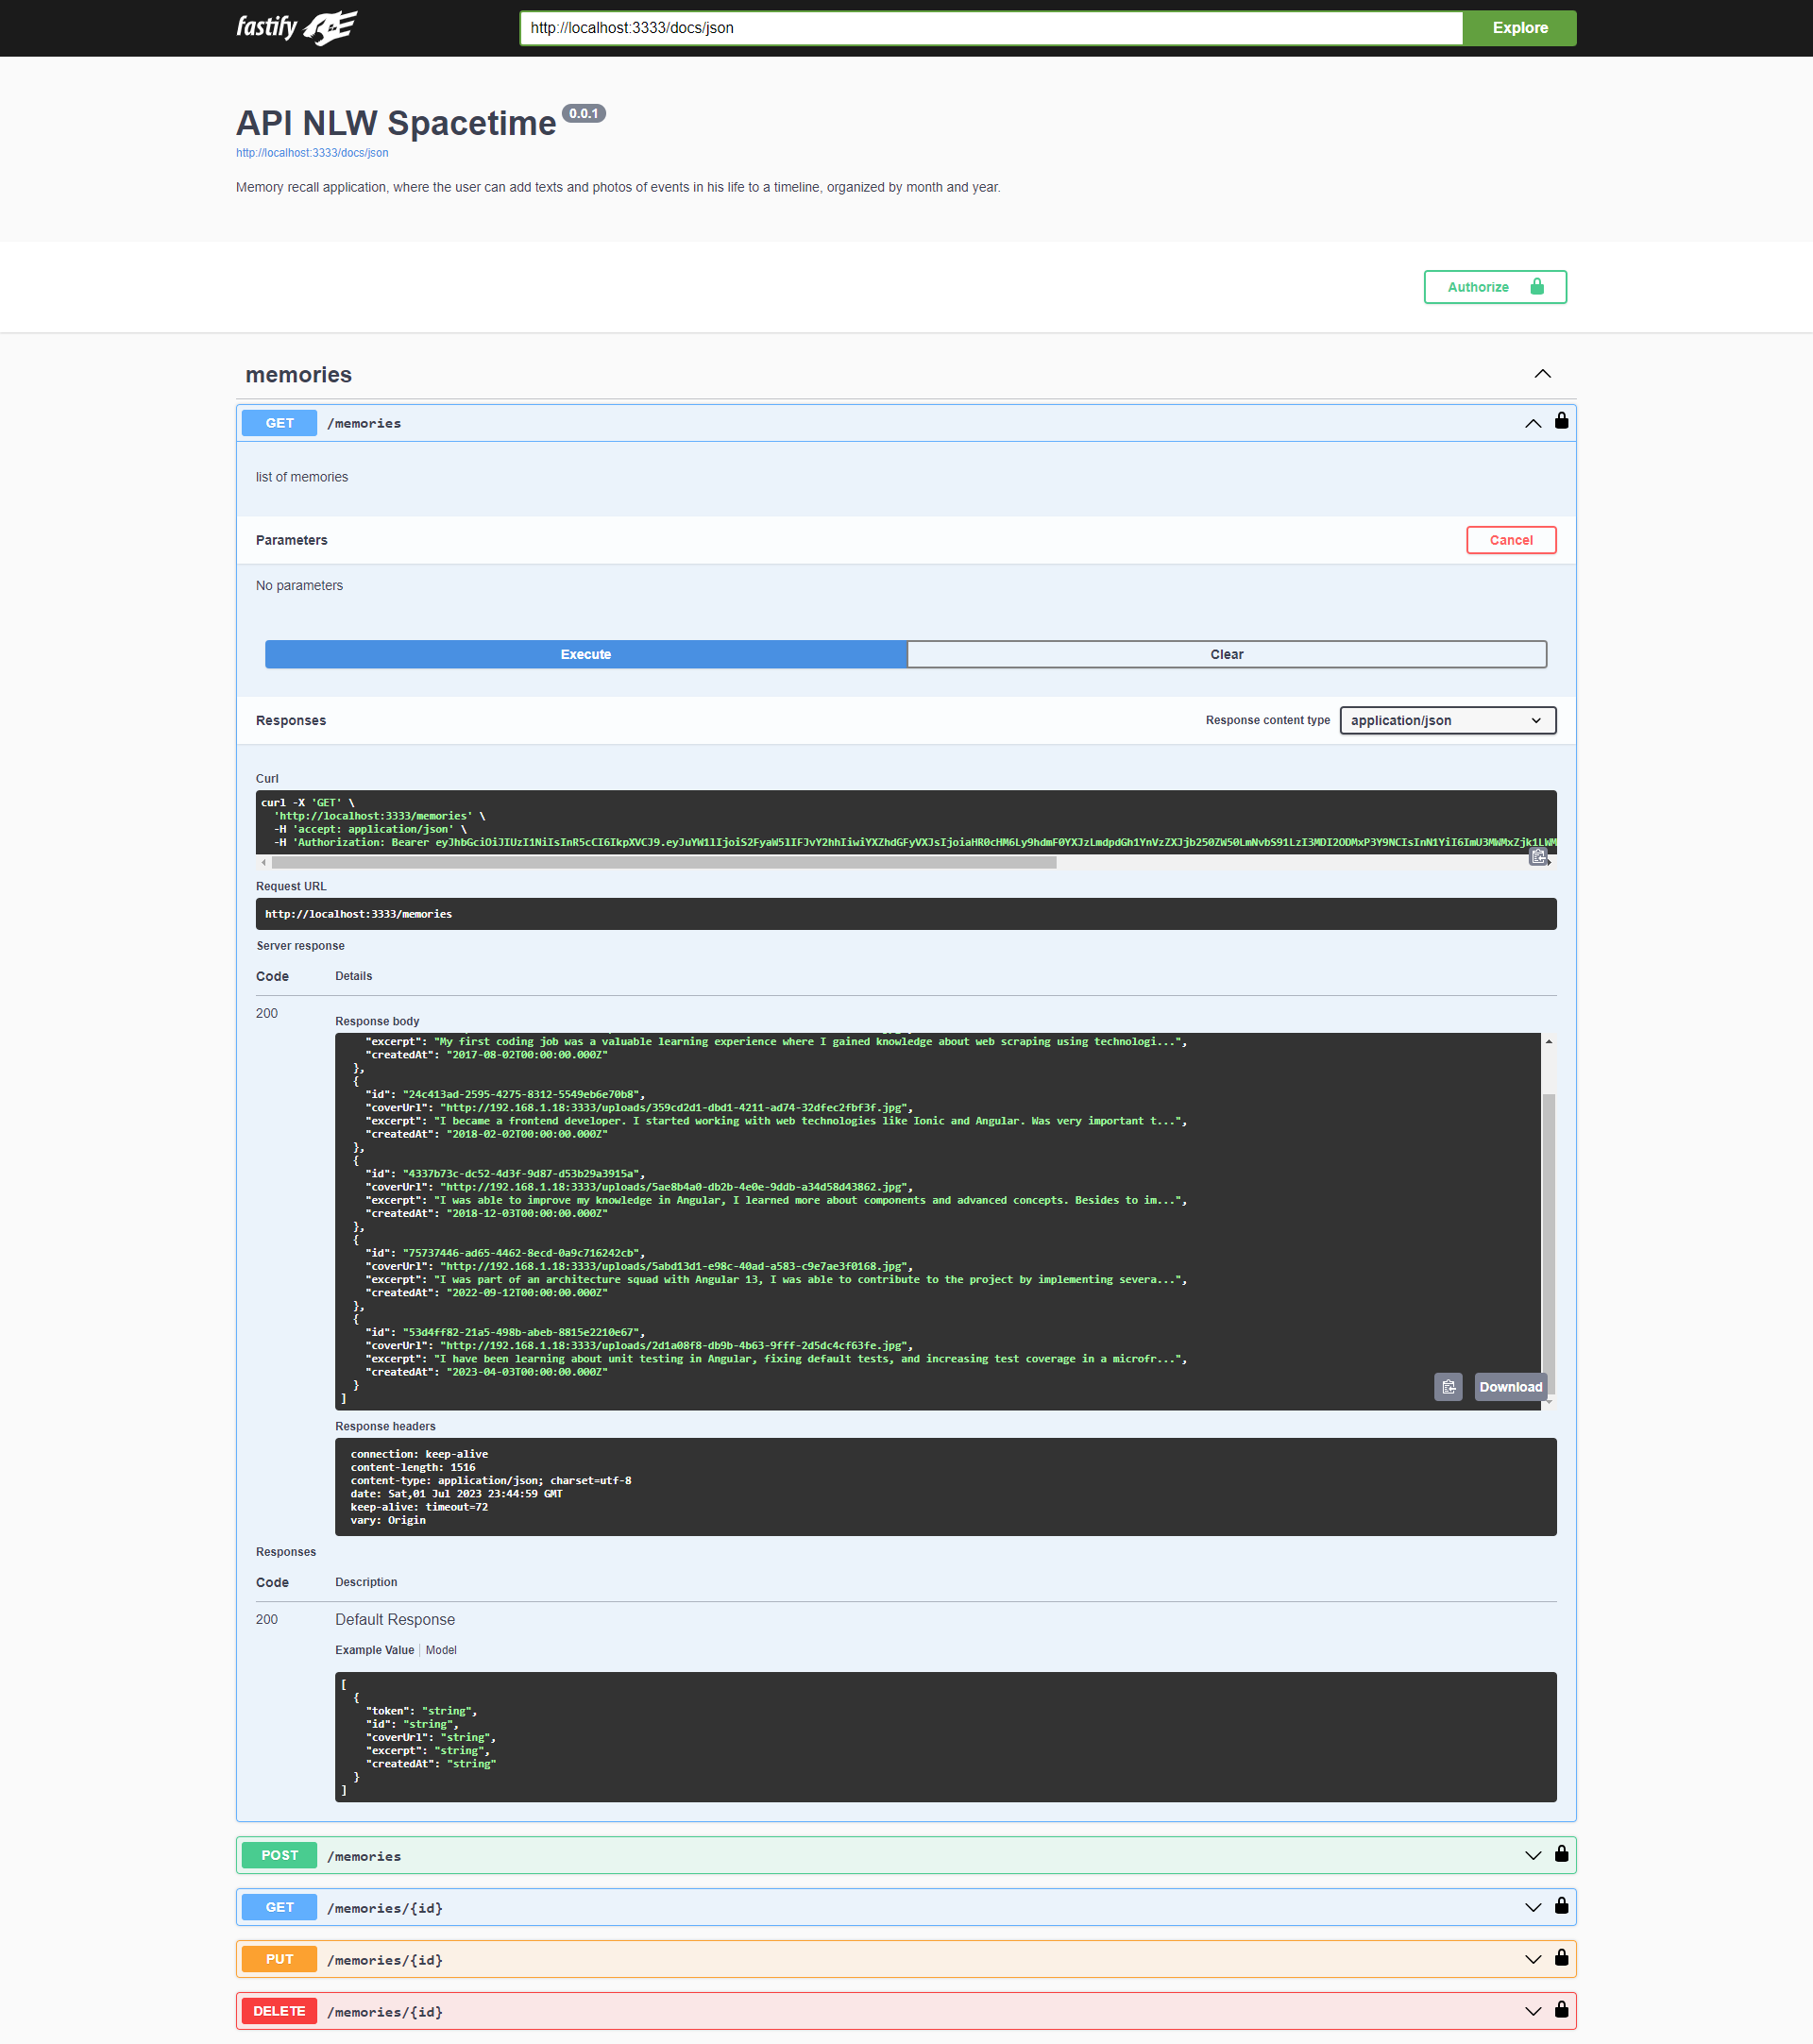 fastify
http://localhost:3333/docs/json
Explore
API NLW Spacetime 0.0.1
http://localhost:3333/docs/json
Memory recall application, where the user can add texts and photos of events in his life to a timeline, organized by month and year.
Authorize
memories
GET /memories
list of memories
Parameters
Cancel
No parameters
Execute
Clear
Responses
Response content type
application/json
Curl
curl -X 'GET' \
'http://localhost:3333/memories' \
-H 'accept: application/json' \
-H 'Authorization: Bearer
Request URL
http://localhost:3333/memories
Server response
Code Details
200
Response body
"excerpt": "My first coding job was a valuable learning experience where I gained knowledge about web scraping using technologi...",
"createdAt": "2017-08-02T00:00:00.000Z"
},
{
"id": "24c413ad-2595-4275-8312-5549eb6e70b8",
"coverUrl": "http://192.168.1.18:3333/uploads/359cd2d1-dbd1-4211-ad74-32dfec2fbf3f.jpg",
"excerpt": "I became a frontend developer. I started working with web technologies like Ionic and Angular. Was very important t...",
"createdAt": "2018-02-02T00:00:00.000Z"
},
{
"id": "4337b73c-dc52-4d3f-9d87-d53b29a3915a",
"coverUrl": "http://192.168.1.18:3333/uploads/5ae8b4a0-db2b-4e0e-9ddb-a34d58d43862.jpg",
"excerpt": "I was able to improve my knowledge in Angular, I learned more about components and advanced concepts. Besides to im...",
"createdAt": "2018-12-03T00:00:00.000Z"
},
{
"id": "75737446-ad65-4462-8ecd-0a9c716242cb",
"coverUrl": "http://192.168.1.18:3333/uploads/5abd13d1-e98c-40ad-a583-c9e7ae3f0168.jpg",
"excerpt": "I was part of an architecture squad with Angular 13, I was able to contribute to the project by implementing severa...",
"createdAt": "2022-09-12T00:00:00.000Z"
},
{
"id": "53d4ff82-21a5-498b-abeb-8815e2210e67",
"coverUrl": "http://192.168.1.18:3333/uploads/2d1a08f8-db9b-4b63-9fff-2d5dc4cf63fe.jpg",
"excerpt": "I have been learning about unit testing in Angular, fixing default tests, and increasing test coverage in a microfr...",
"createdAt": "2023-04-03T00:00:00.000Z"
}
]
Download
Response headers
connection: keep-alive
content-length: 1516
content-type: application/json; charset=utf-8
date: Sat,01 Jul 2023 23:44:59 GMT
keep-alive: timeout=72
vary: Origin
Responses
Code Description
200 Default Response
Example Value Model
[
{
"token": "string",
"id": "string",
"coverUrl": "string",
"excerpt": "string",
"createdAt": "string"
}
]
POST /memories
GET /memories/{id}
PUT /memories/{id}
DELETE /memories/{id}